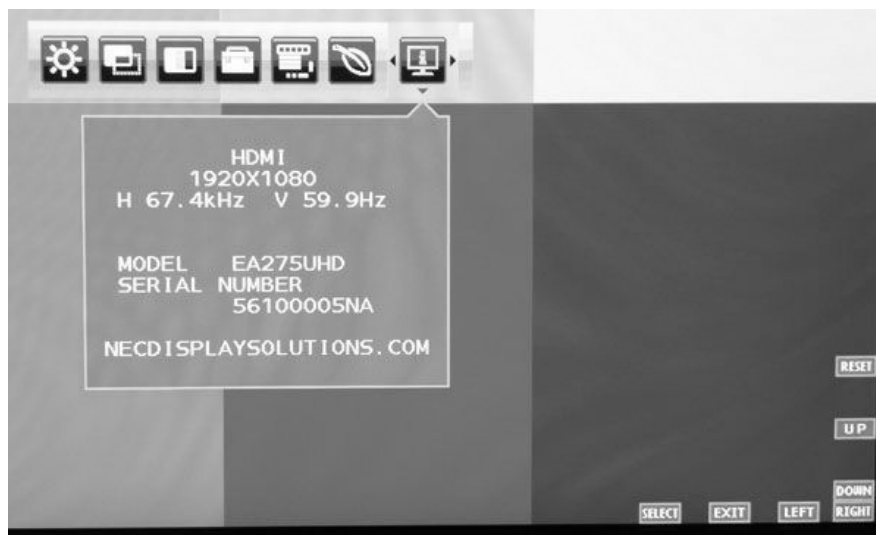 HDMI
1920X1080
H 67.4kHz V 59.9Hz
MODEL EA275UHD
SERIAL NUMBER
56100005NA
NECDISPLAYSOLUTIONS.COM
RESET
UP
DOWN
SELECT EXIT LEFT RIGHT